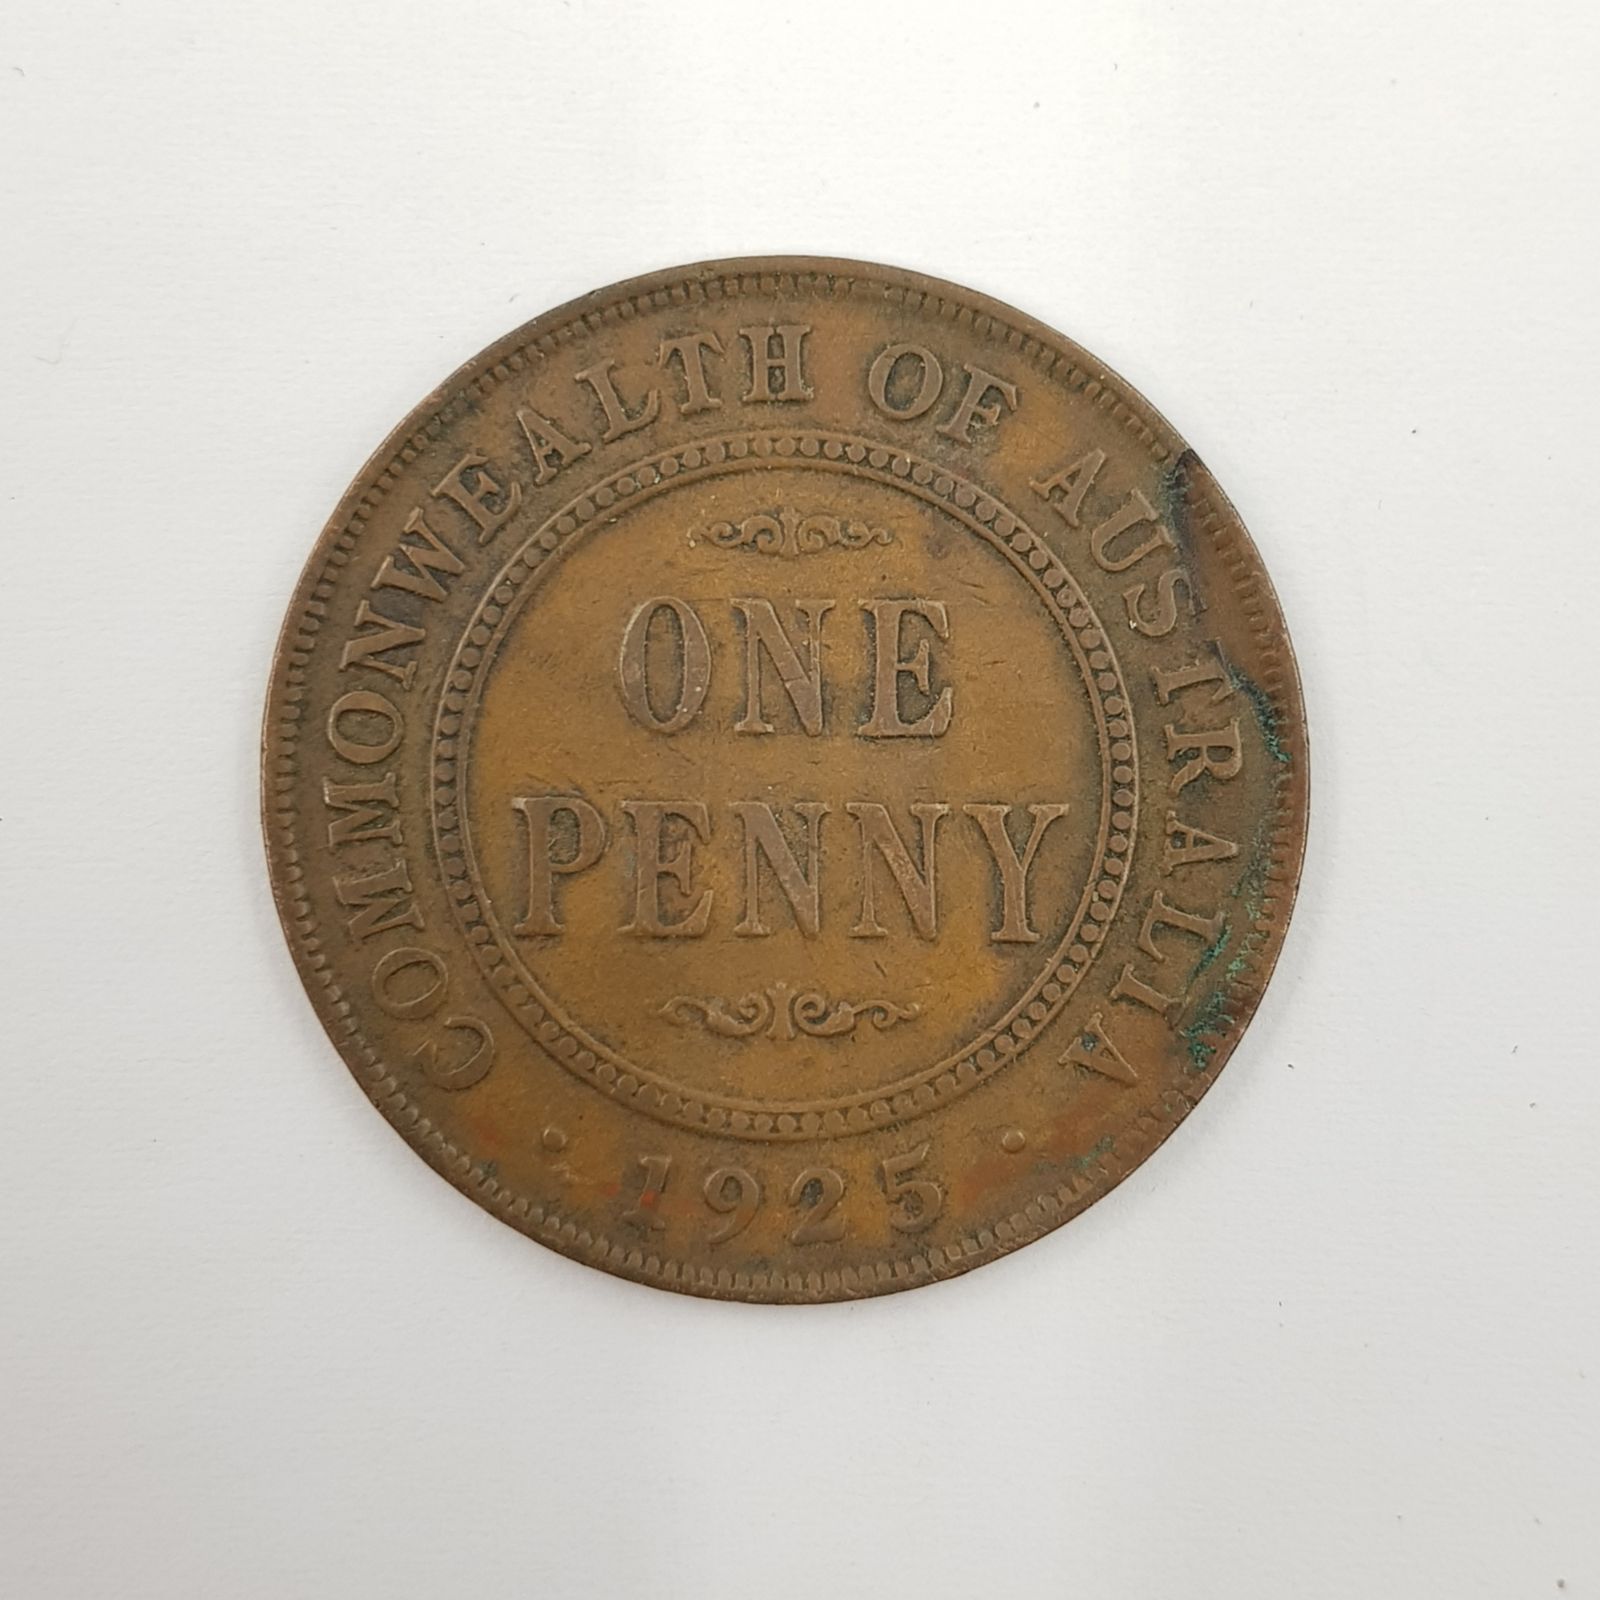 COMMONWEALTH OF AUSTRALIA
ONE
PENNY
· 1925 ·